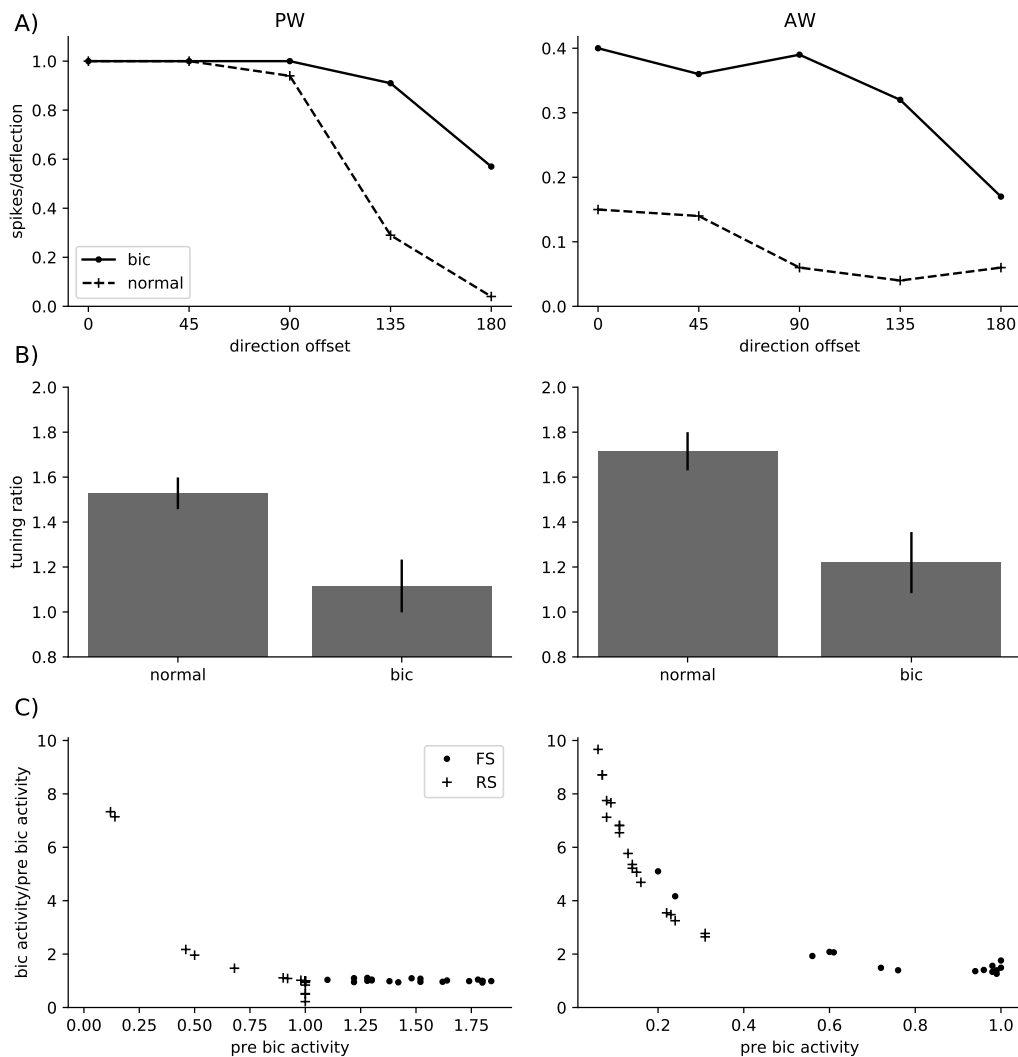 A)
PW
AW
1.0
0.8
0.6
0.4
0.2
0.0
spikes/deflection
bic
normal
0 45 90 135 180
direction offset
0.4
0.3
0.2
0.1
0.0
0 45 90 135 180
direction offset
B)
2.0
1.8
1.6
1.4
1.2
1.0
0.8
tuning ratio
normal bic
2.0
1.8
1.6
1.4
1.2
1.0
0.8
normal bic
C)
10
8
6
4
2
0
bic activity/pre bic activity
FS
RS
0.00 0.25 0.50 0.75 1.00 1.25 1.50 1.75
pre bic activity
10
8
6
4
2
0
0.2 0.4 0.6 0.8 1.0
pre bic activity